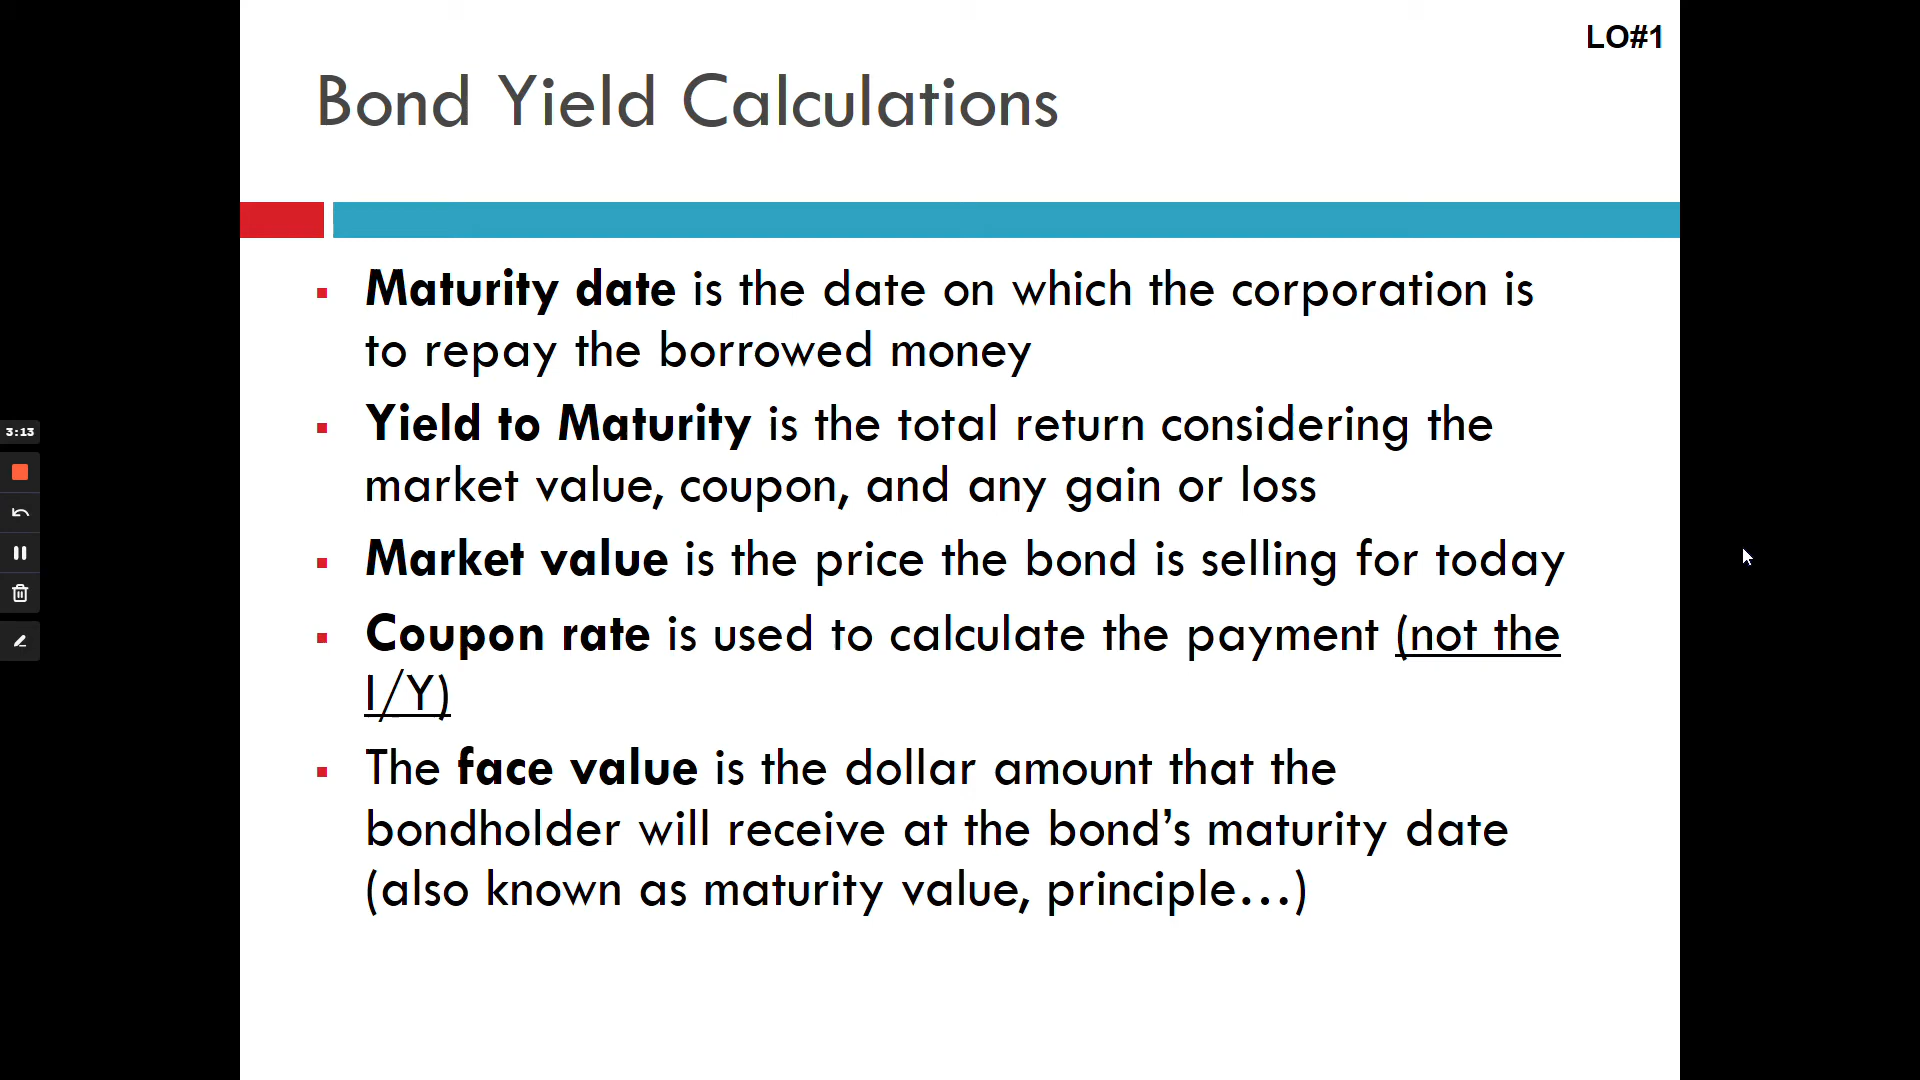 LO#1
Bond Yield Calculations
Maturity date is the date on which the corporation is
to repay the borrowed money
Yield to Maturity is the total return considering the
market value, coupon, and any gain or loss
Market value is the price the bond is selling for today
Coupon rate is used to calculate the payment (not the
I/Y)
The face value is the dollar amount that the
bondholder will receive at the bond’s maturity date
(also known as maturity value, principle…)
3:13